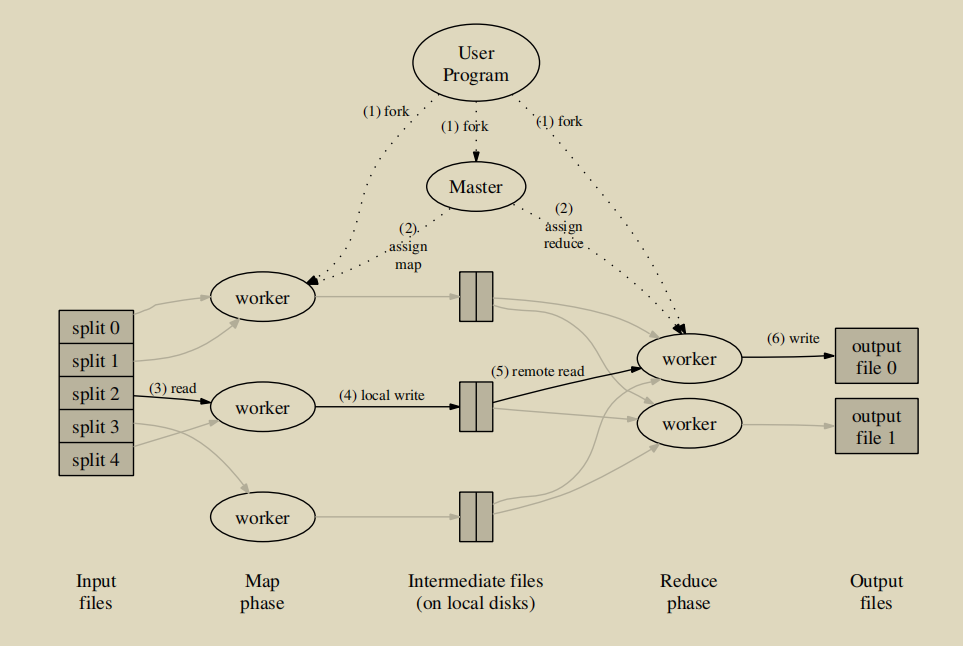 User
Program
(1) fork
(1) fork
(1) fork
Master
(2)
assign
map
(2)
assign
reduce
worker
split 0
split 1
split 2
split 3
split 4
(3) read
worker
(4) local write
(5) remote read
worker
(6) write
output
file 0
worker
output
file 1
worker
Input
files
Map
phase
Intermediate files
(on local disks)
Reduce
phase
Output
files